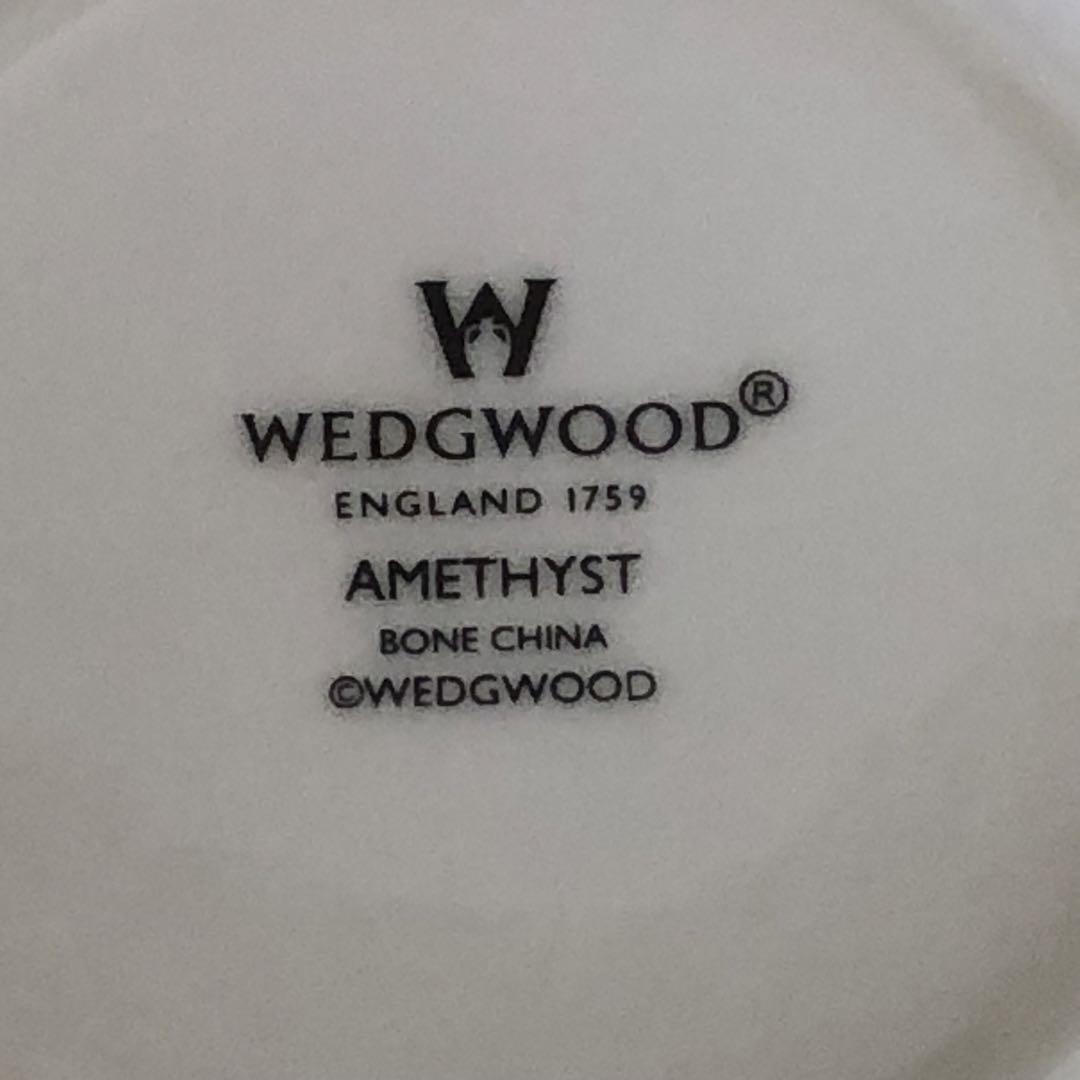 W
WEDGWOOD®
ENGLAND 1759
AMETHYST
BONE CHINA
©WEDGWOOD